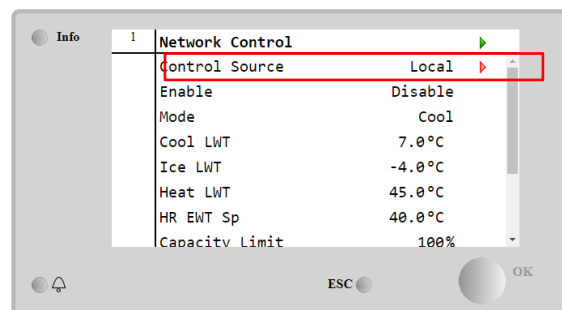 Info
1 Network Control
Control Source Local
Enable Disable
Mode Cool
Cool LWT 7.0°C
Ice LWT -4.0°C
Heat LWT 45.0°C
HR EWT Sp 40.0°C
Capacity Limit 100%
ESC
OK